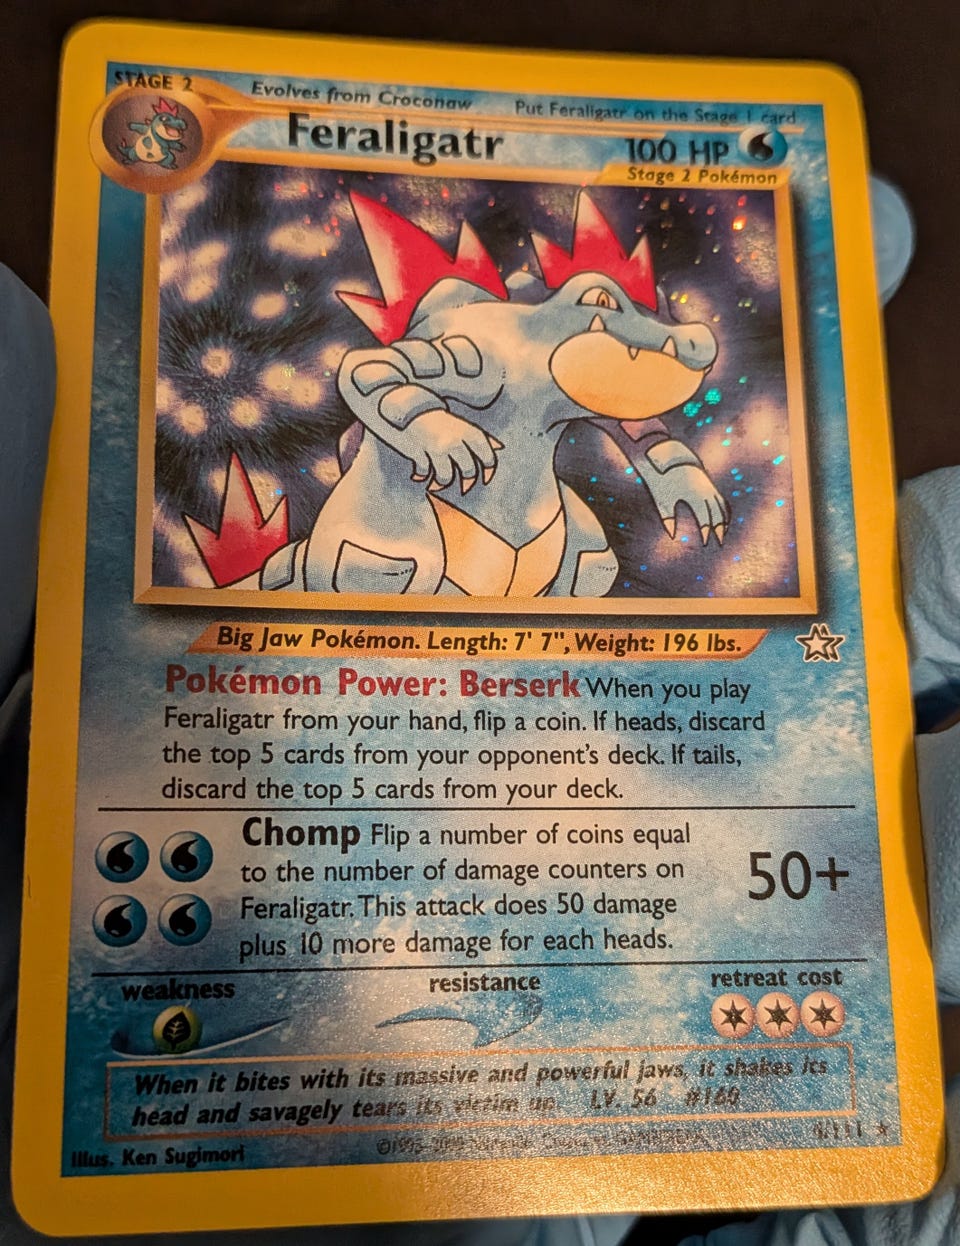 STAGE 2
Evolves from Croconaw
Put Feraligatr on the Stage 1 card
Feraligatr
100 HP
Stage 2 Pokémon
Big Jaw Pokémon. Length: 7' 7", Weight: 196 lbs.
Pokémon Power: Berserk When you play
Feraligatr from your hand, flip a coin. If heads, discard
the top 5 cards from your opponent's deck. If tails,
discard the top 5 cards from your deck.
Chomp Flip a number of coins equal
to the number of damage counters on
Feraligatr. This attack does 50 damage
plus 10 more damage for each heads.
50+
weakness
resistance
retreat cost
When it bites with its massive and powerful jaws, it shakes its
head and savagely tears its victim up. LV. 56 #160
Illus. Ken Sugimori